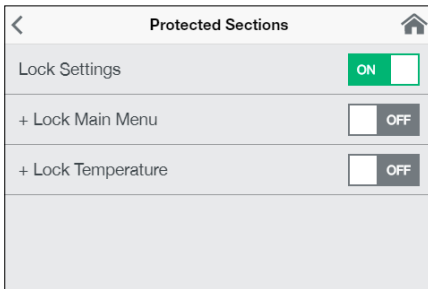 Protected Sections
Lock Settings ON
+ Lock Main Menu OFF
+ Lock Temperature OFF